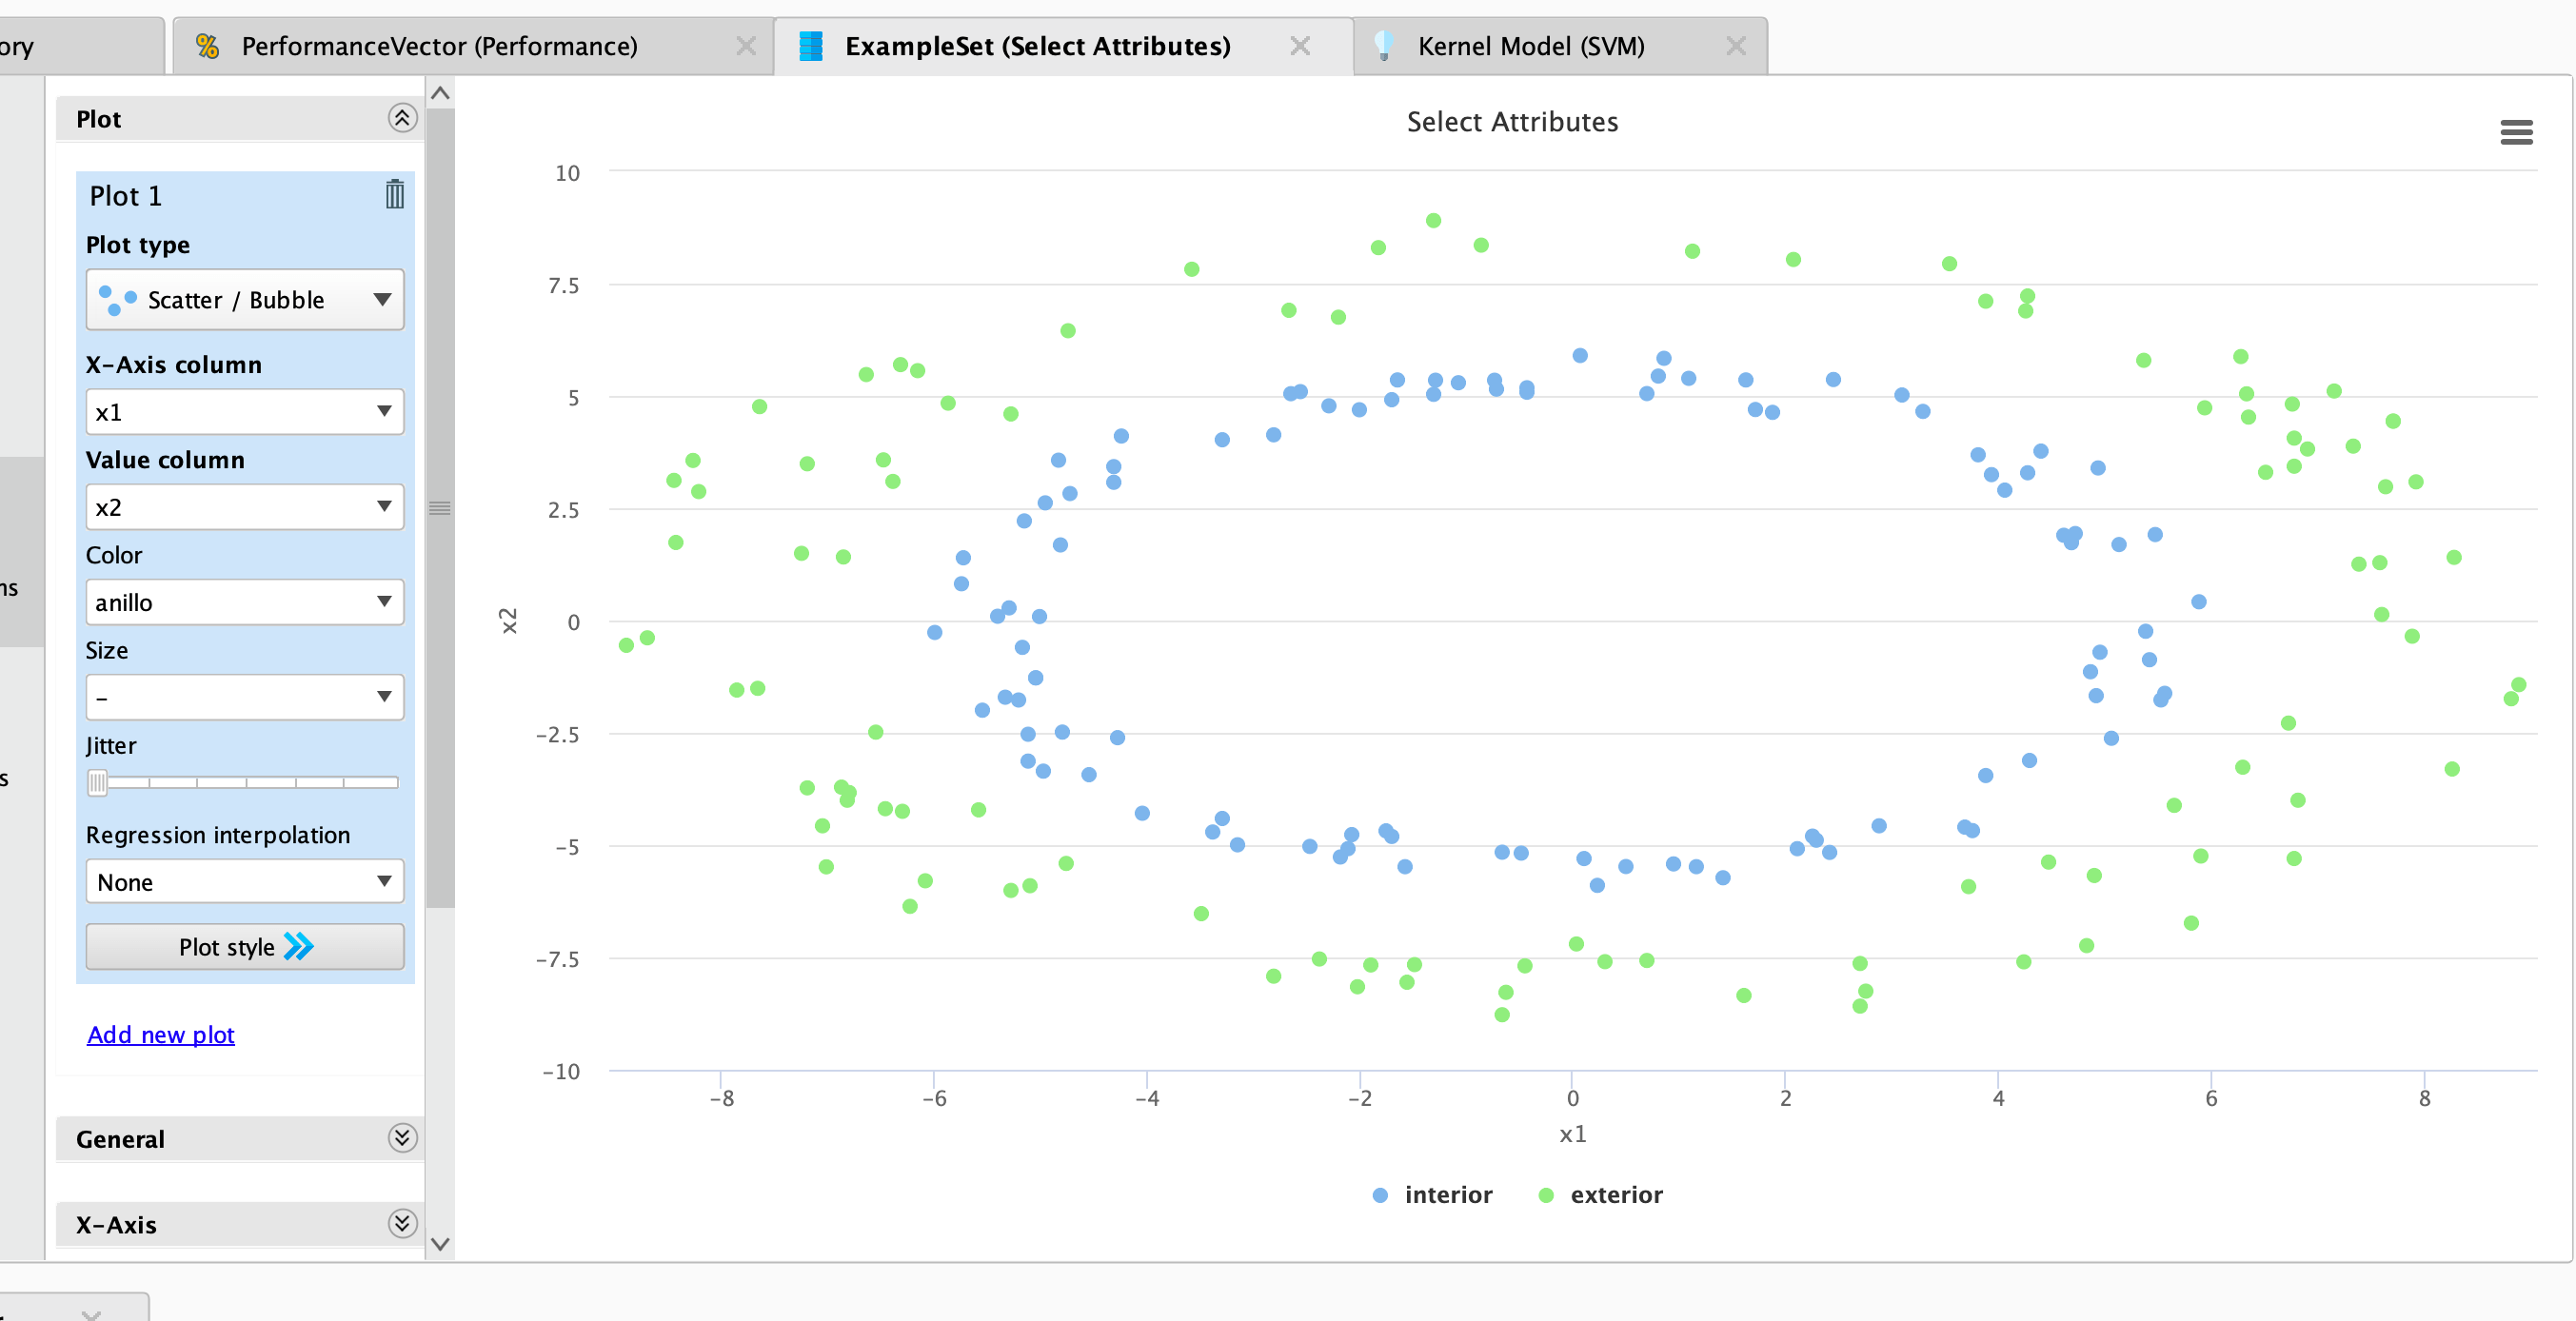 ory
PerformanceVector (Performance)
ExampleSet (Select Attributes)
Kernel Model (SVM)
Plot
Plot 1
Plot type
Scatter / Bubble
X-Axis column
x1
Value column
x2
Color
anillo
Size
–
Jitter
Regression interpolation
None
Plot style
Add new plot
General
X-Axis
ns
s
Select Attributes
10
7.5
5
2.5
0
-2.5
-5
-7.5
-10
x2
-8
-6
-4
-2
0
2
4
6
8
x1
interior
exterior